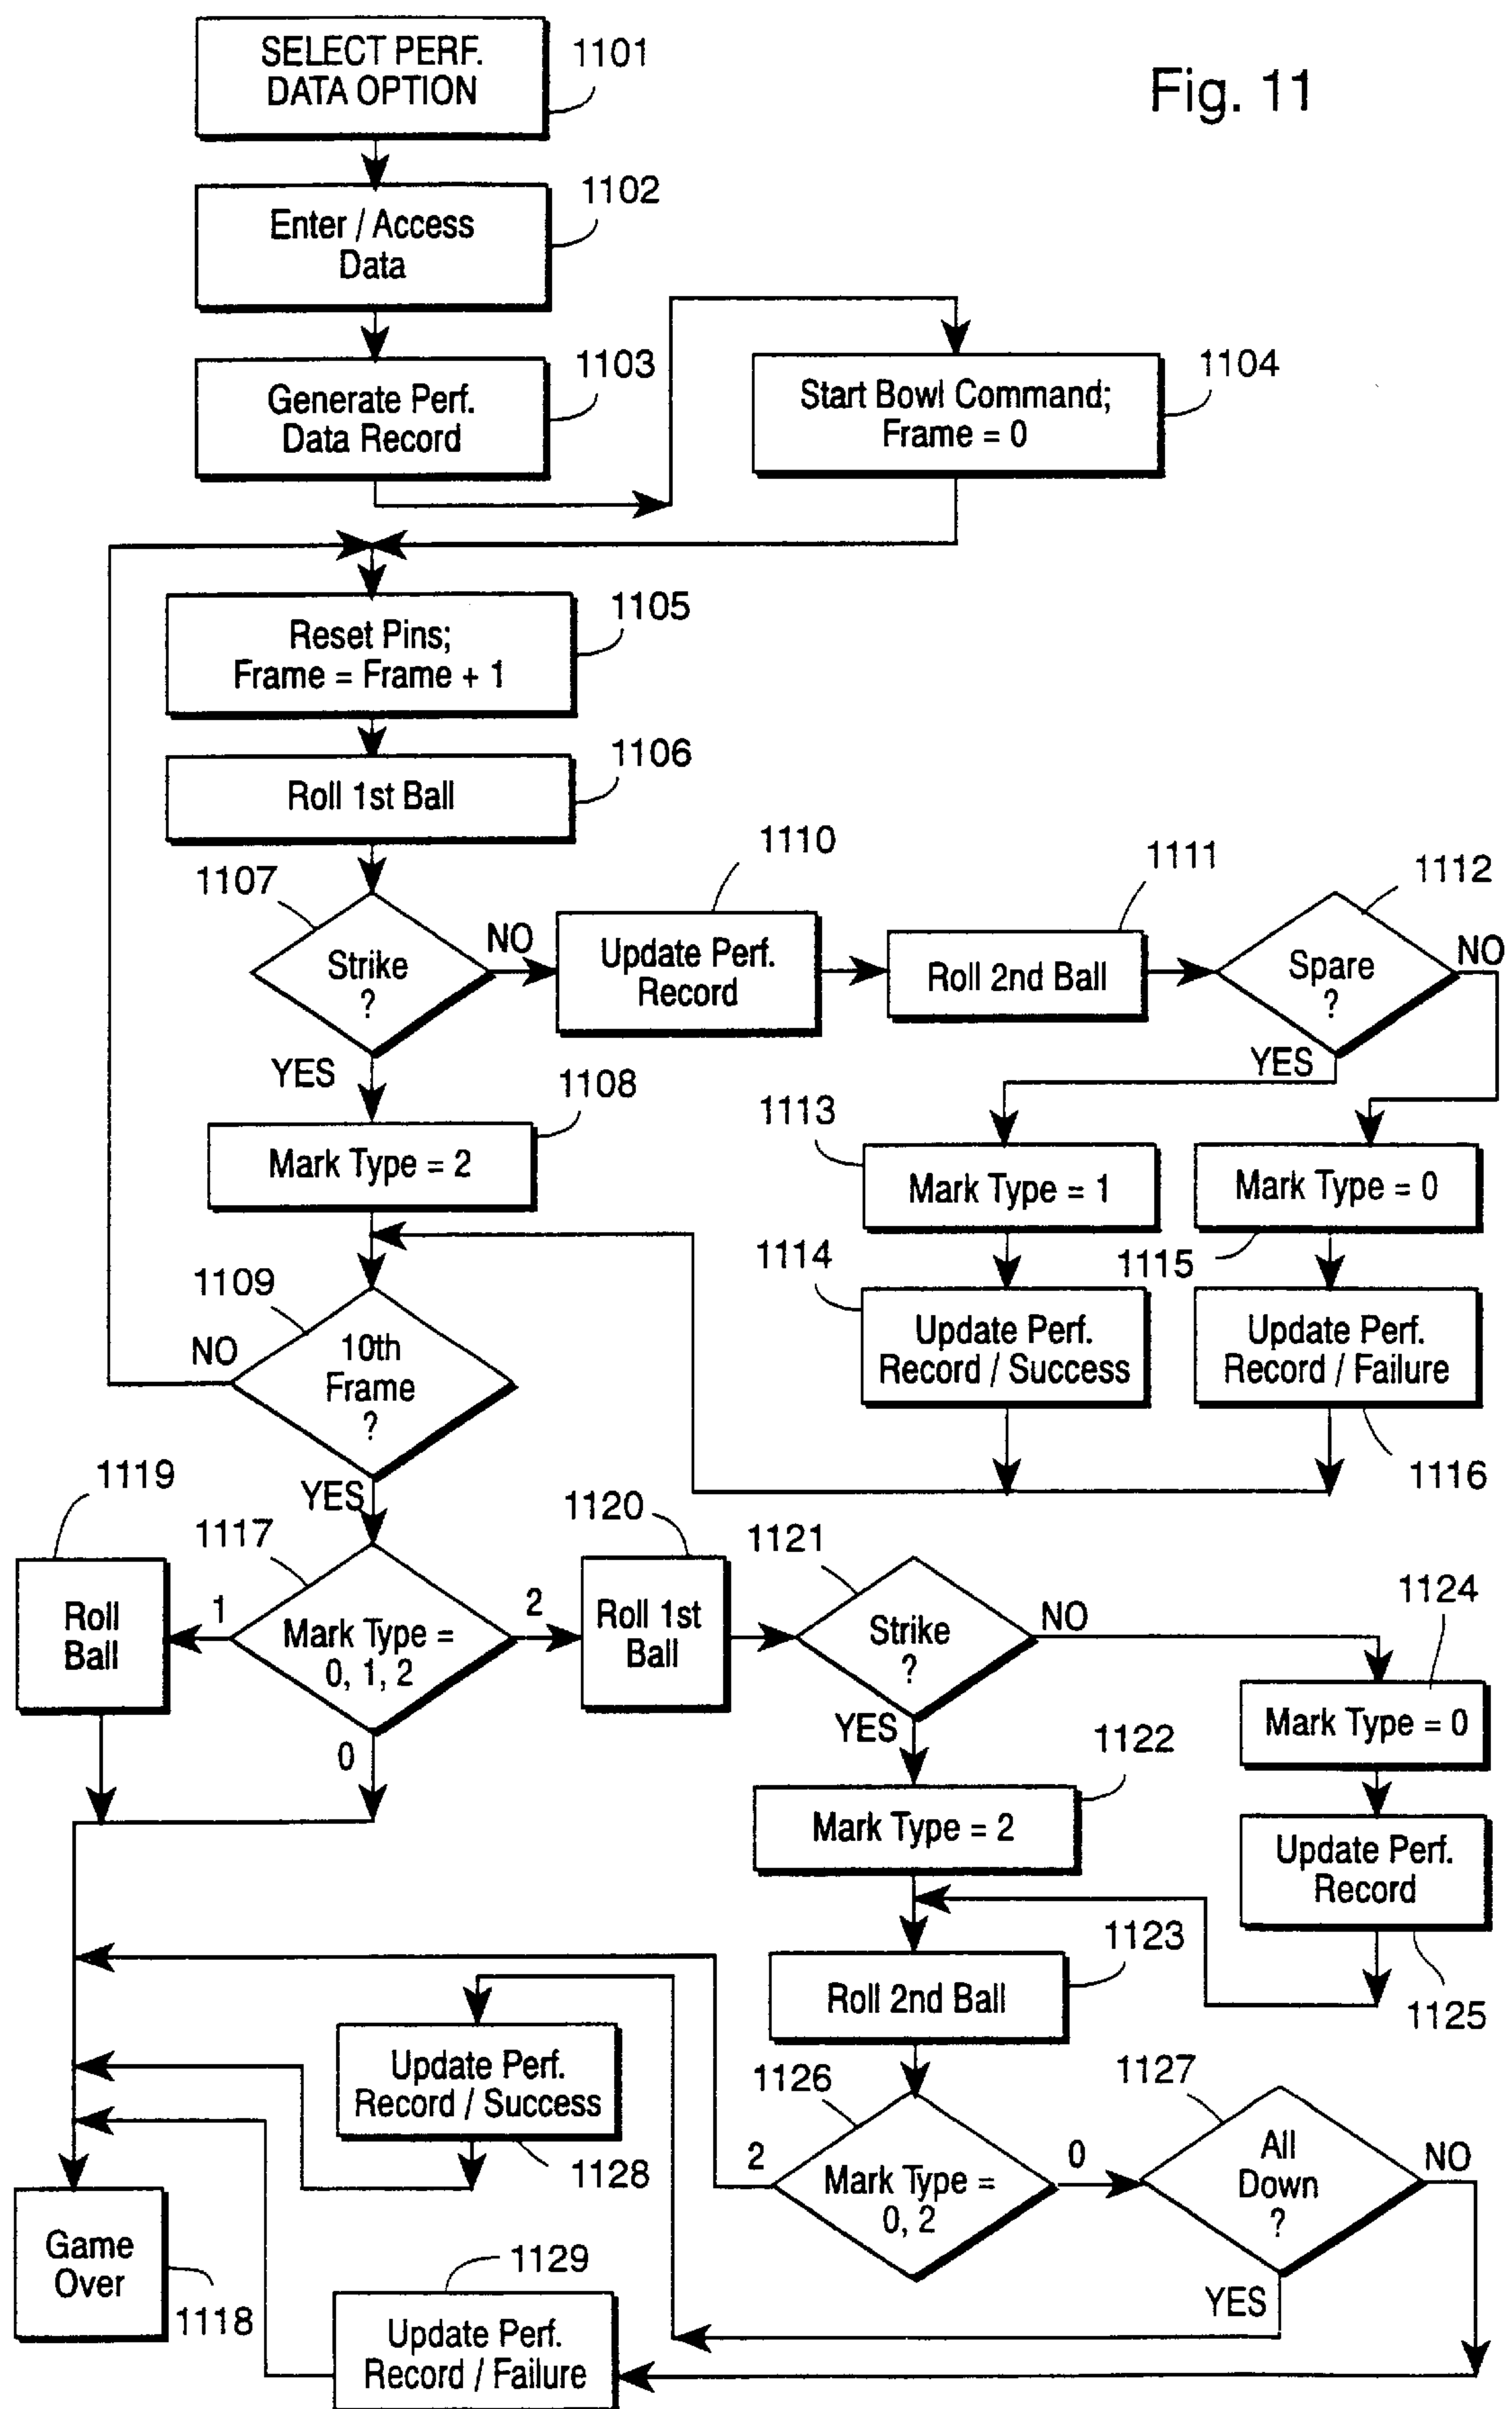 Fig. 11
SELECT PERF.
DATA OPTION
1101
Enter / Access
Data
1102
Generate Perf.
Data Record
1103
Start Bowl Command;
Frame = 0
1104
Reset Pins;
Frame = Frame + 1
1105
Roll 1st Ball
1106
1107
Strike
?
NO
YES
1110
Update Perf.
Record
1111
Roll 2nd Ball
1112
Spare
?
NO
YES
1108
Mark Type = 2
1113
Mark Type = 1
Mark Type = 0
1115
1114
Update Perf.
Record / Success
Update Perf.
Record / Failure
1116
1109
10th
Frame
?
NO
YES
1119
Roll
Ball
1117
Mark Type =
0, 1, 2
1
2
0
1120
Roll 1st
Ball
1121
Strike
?
NO
YES
1124
Mark Type = 0
1122
Mark Type = 2
Update Perf.
Record
1125
1123
Roll 2nd Ball
Update Perf.
Record / Success
1128
1126
Mark Type =
0, 2
2
0
1127
All
Down
?
NO
YES
Game
Over
1118
1129
Update Perf.
Record / Failure